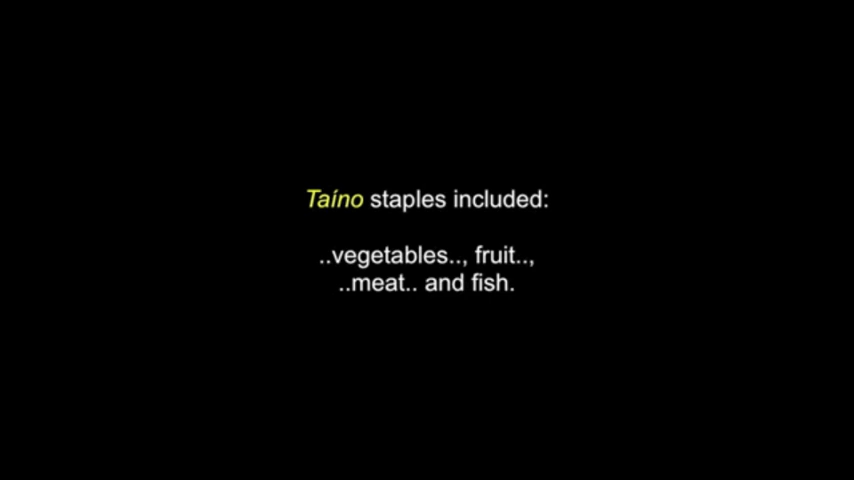 Taíno staples included:
..vegetables.., fruit..,
..meat.. and fish.